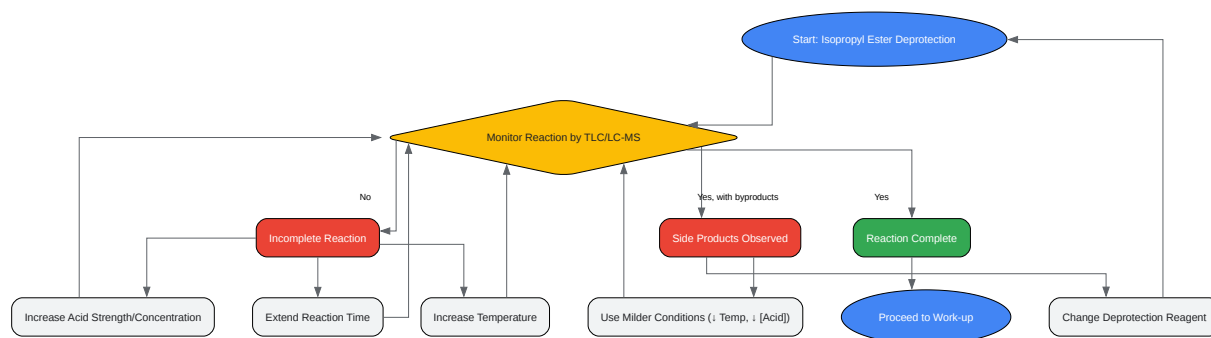 Start: Isopropyl Ester Deprotection
Monitor Reaction by TLC/LC-MS
No
Yes, with byproducts
Yes
Incomplete Reaction
Side Products Observed
Reaction Complete
Increase Acid Strength/Concentration
Extend Reaction Time
Increase Temperature
Use Milder Conditions (↓ Temp, ↓ [Acid])
Proceed to Work-up
Change Deprotection Reagent